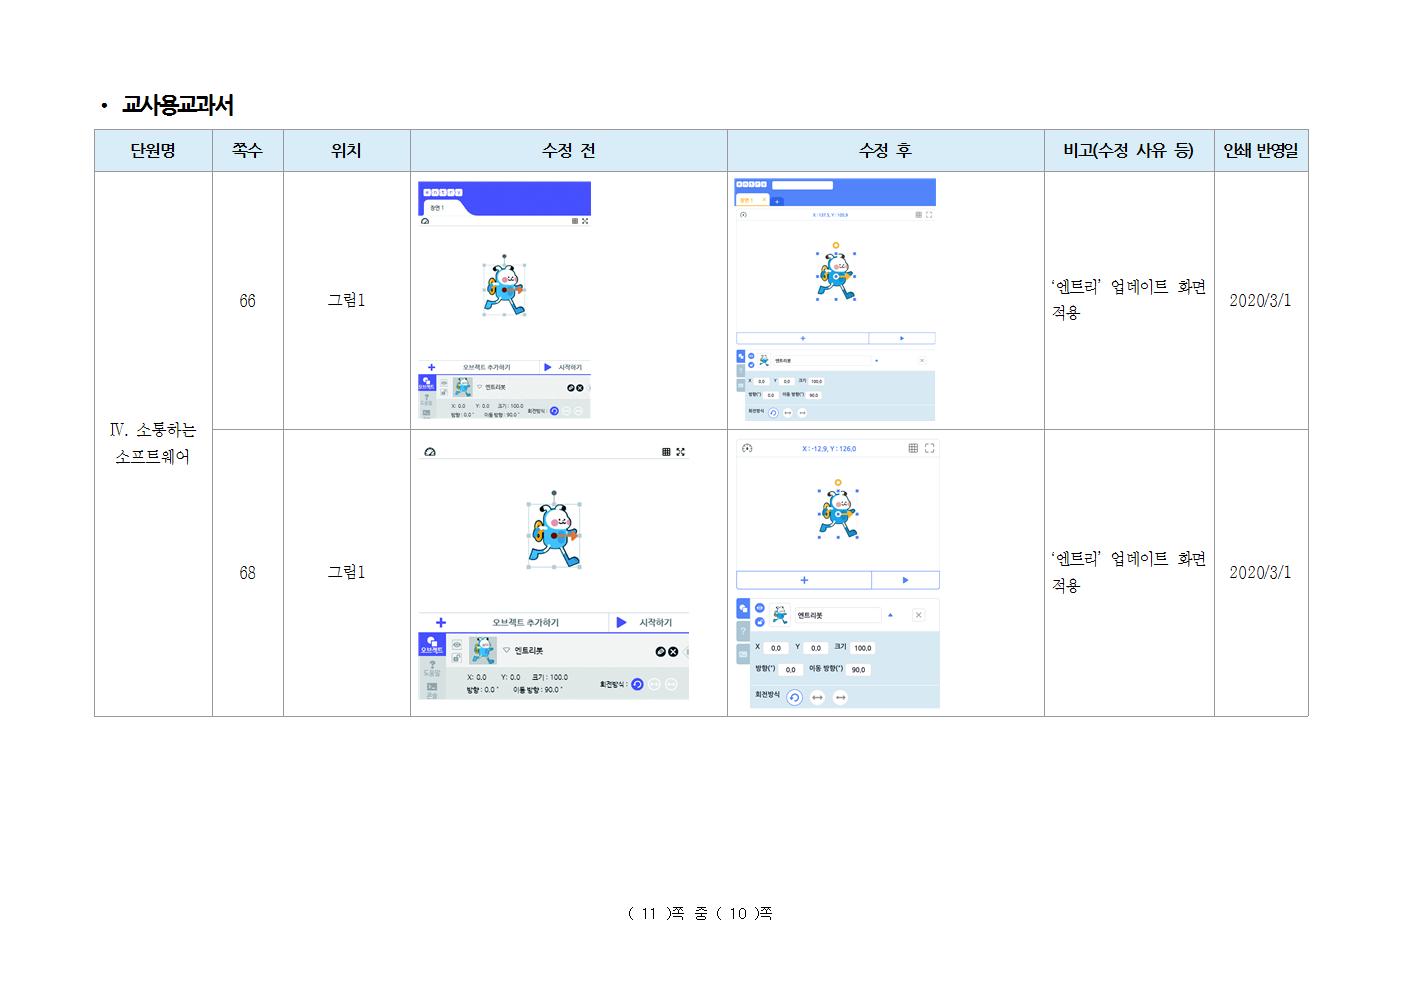 • 교사용교과서
단원명 쪽수 위치 수정 전 수정 후 비고(수정 사유 등) 인쇄 반영일
Ⅳ. 소통하는
소프트웨어
66 그림1
entry
장면 1
오브젝트 추가하기 시작하기
오브젝트
엔트리봇
도움말
X: 0.0 Y: 0.0 크기 : 100.0
방향 : 0.0° 이동 방향 : 90.0°
회전방식 :
entry
장면 1 × +
X : -137.5, Y : 105.9
+
엔트리봇
X 0.0 Y 0.0 크기 100.0
방향(°) 0.0 이동 방향(°) 90.0
회전방식
‘엔트리’ 업데이트 화면
적용
2020/3/1
68 그림1
오브젝트 추가하기 시작하기
오브젝트
엔트리봇
도움말
콘솔
X: 0.0 Y: 0.0 크기 : 100.0
방향 : 0.0° 이동 방향 : 90.0°
회전방식 :
X : -12.9, Y : 126.0
+
엔트리봇
?
X 0.0 Y 0.0 크기 100.0
방향(°) 0.0 이동 방향(°) 90.0
회전방식
‘엔트리’ 업데이트 화면
적용
2020/3/1
( 11 )쪽 중 ( 10 )쪽